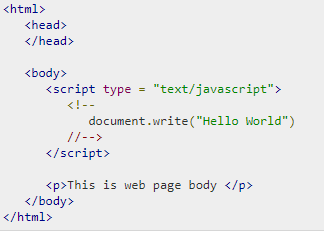 <html>
<head>
</head>
<body>
<script type = "text/javascript">
<!--
document.write("Hello World")
//-->
</script>
<p>This is web page body </p>
</body>
</html>